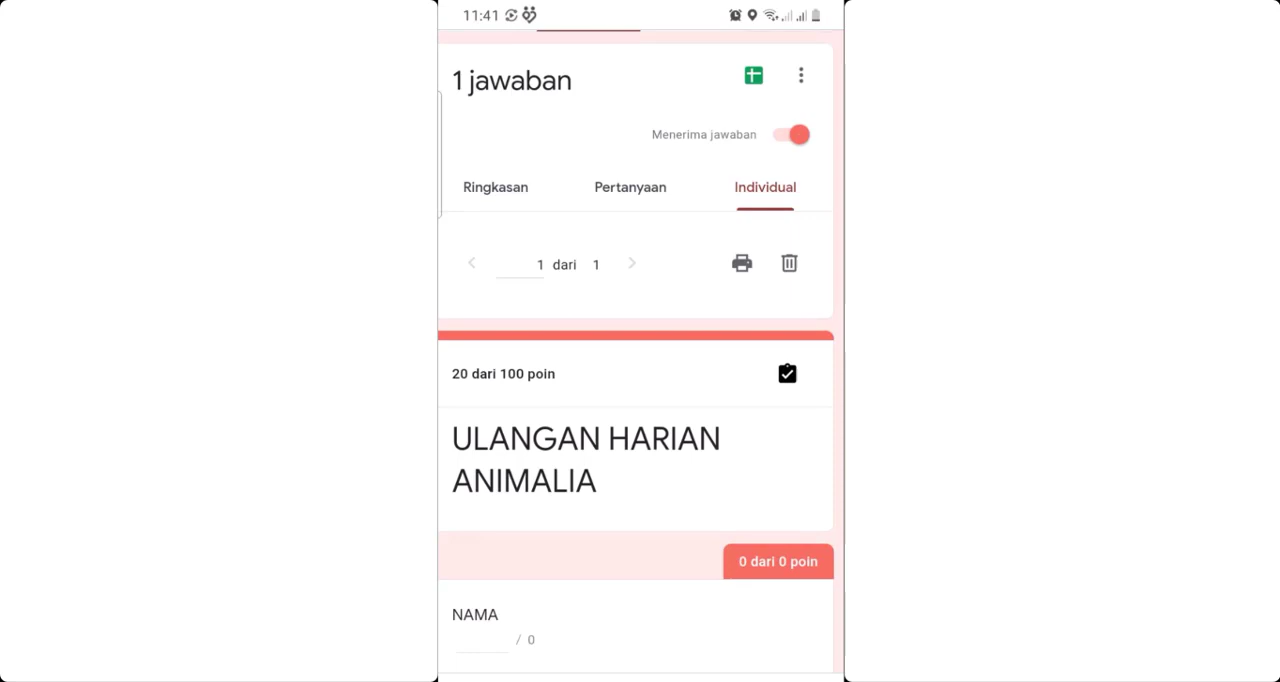 11:41
1 jawaban
Menerima jawaban
Ringkasan Pertanyaan Individual
1 dari 1
20 dari 100 poin
ULANGAN HARIAN
ANIMALIA
0 dari 0 poin
NAMA
/ 0